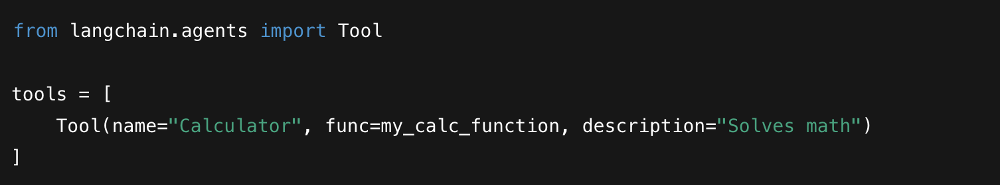 from langchain.agents import Tool
tools = [
    Tool(name="Calculator", func=my_calc_function, description="Solves math")
]